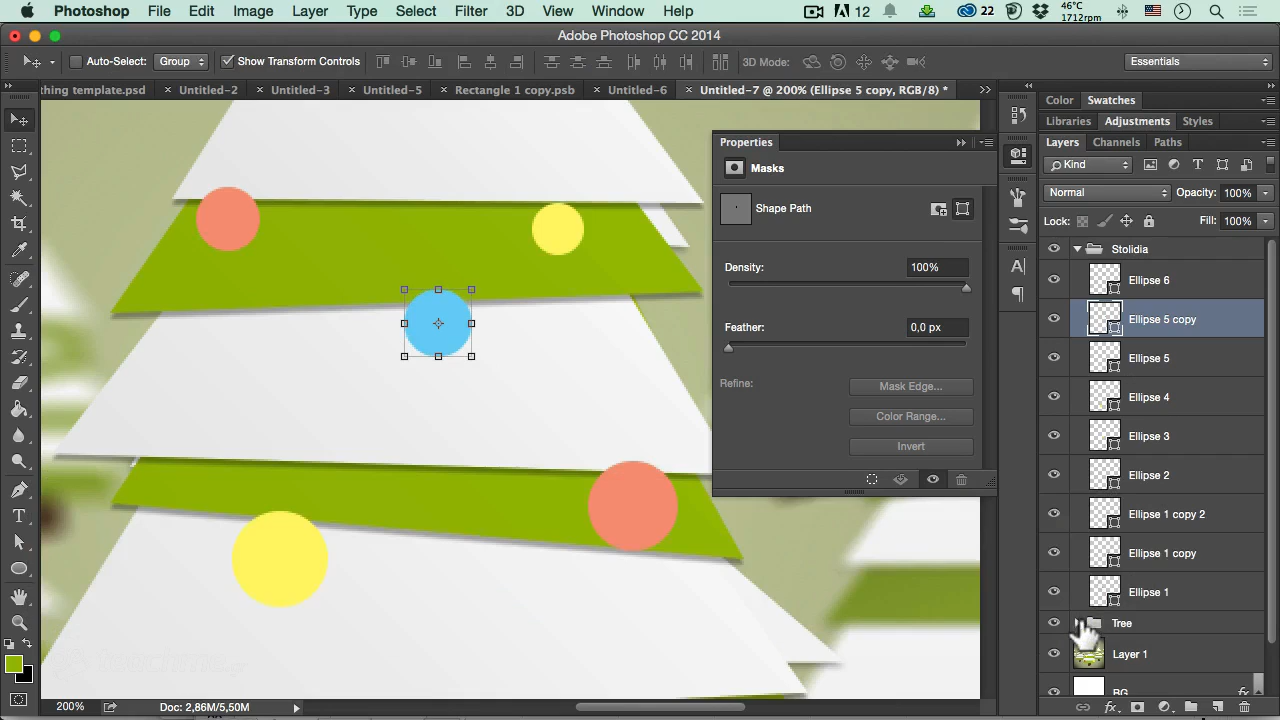 Photoshop File Edit Image Layer Type Select Filter 3D View Window Help 12 22 46°C 1712rpm
Adobe Photoshop CC 2014
Auto-Select: Group Show Transform Controls 3D Mode: Essentials
thing template.psd × Untitled-2 × Untitled-3 × Untitled-5 × Rectangle 1 copy.psb × Untitled-6 × Untitled-7 @ 200% (Ellipse 5 copy, RGB/8) *
Color Swatches
Libraries Adjustments Styles
Layers Channels Paths
Kind
Normal Opacity: 100%
Lock: Fill: 100%
Stolidia
Ellipse 6
Ellipse 5 copy
Ellipse 5
Ellipse 4
Ellipse 3
Ellipse 2
Ellipse 1 copy 2
Ellipse 1 copy
Ellipse 1
Tree
Layer 1
BG fx
Properties
Masks
Shape Path
Density: 100%
Feather: 0,0 px
Refine: Mask Edge...
Color Range...
Invert
200% Doc: 2,86M/5,50M